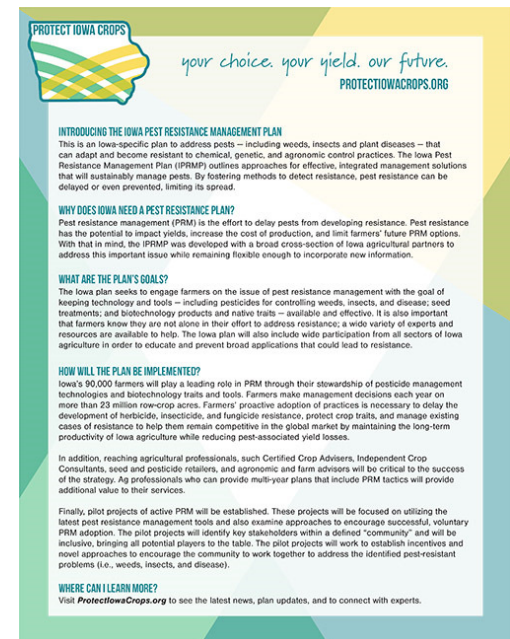 PROTECT IOWA CROPS
your choice. your yield. our future.
PROTECTIOWACROPS.ORG
INTRODUCING THE IOWA PEST RESISTANCE MANAGEMENT PLAN
This is an Iowa-specific plan to address pests — including weeds, insects and plant diseases — that
can adapt and become resistant to chemical, genetic, and agronomic control practices. The Iowa Pest
Resistance Management Plan (IPRMP) outlines approaches for effective, integrated management solutions
that will sustainably manage pests. By fostering methods to detect resistance, pest resistance can be
delayed or even prevented, limiting its spread.
WHY DOES IOWA NEED A PEST RESISTANCE PLAN?
Pest resistance management (PRM) is the effort to delay pests from developing resistance. Pest resistance
has the potential to impact yields, increase the cost of production, and limit farmers' future PRM options.
With that in mind, the IPRMP was developed with a broad cross-section of Iowa agricultural partners to
address this important issue while remaining flexible enough to incorporate new information.
WHAT ARE THE PLAN'S GOALS?
The Iowa plan seeks to engage farmers on the issue of pest resistance management with the goal of
keeping technology and tools — including pesticides for controlling weeds, insects, and disease; seed
treatments; and biotechnology products and native traits — available and effective. It is also important
that farmers know they are not alone in their effort to address resistance; a wide variety of experts and
resources are available to help. The Iowa plan will also include wide participation from all sectors of Iowa
agriculture in order to educate and prevent broad applications that could lead to resistance.
HOW WILL THE PLAN BE IMPLEMENTED?
Iowa's 90,000 farmers will play a leading role in PRM through their stewardship of pesticide management
technologies and biotechnology traits and tools. Farmers make management decisions each year on
more than 23 million row-crop acres. Farmers' proactive adoption of practices is necessary to delay the
development of herbicide, insecticide, and fungicide resistance, protect crop traits, and manage existing
cases of resistance to help them remain competitive in the global market by maintaining the long-term
productivity of Iowa agriculture while reducing pest-associated yield losses.
In addition, reaching agricultural professionals, such Certified Crop Advisers, Independent Crop
Consultants, seed and pesticide retailers, and agronomic and farm advisors will be critical to the success
of the strategy. Ag professionals who can provide multi-year plans that include PRM tactics will provide
additional value to their services.
Finally, pilot projects of active PRM will be established. These projects will be focused on utilizing the
latest pest resistance management tools and also examine approaches to encourage successful, voluntary
PRM adoption. The pilot projects will identify key stakeholders within a defined "community" and will be
inclusive, bringing all potential players to the table. The pilot projects will work to establish incentives and
novel approaches to encourage the community to work together to address the identified pest-resistant
problems (i.e., weeds, insects, and disease).
WHERE CAN I LEARN MORE?
Visit ProtectIowaCrops.org to see the latest news, plan updates, and to connect with experts.